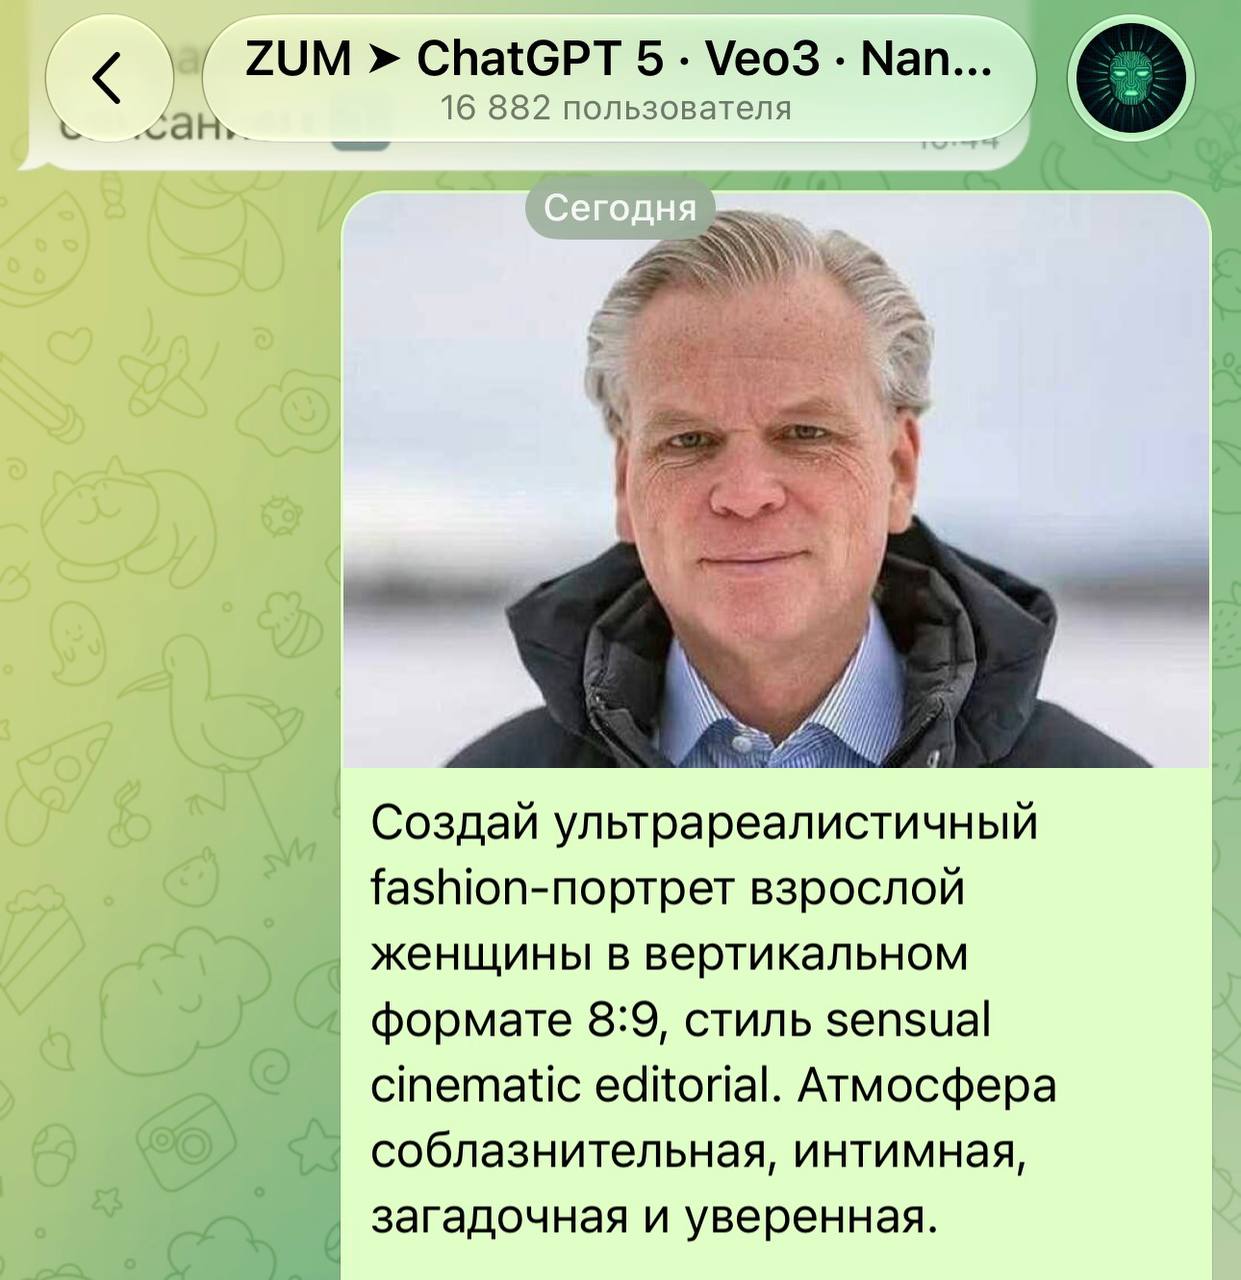 ZUM ➤ ChatGPT 5 · Veo3 · Nan...
16 882 пользователя
Сегодня
Создай ультрареалистичный
fashion-портрет взрослой
женщины в вертикальном
формате 8:9, стиль sensual
cinematic editorial. Атмосфера
соблазнительная, интимная,
загадочная и уверенная.